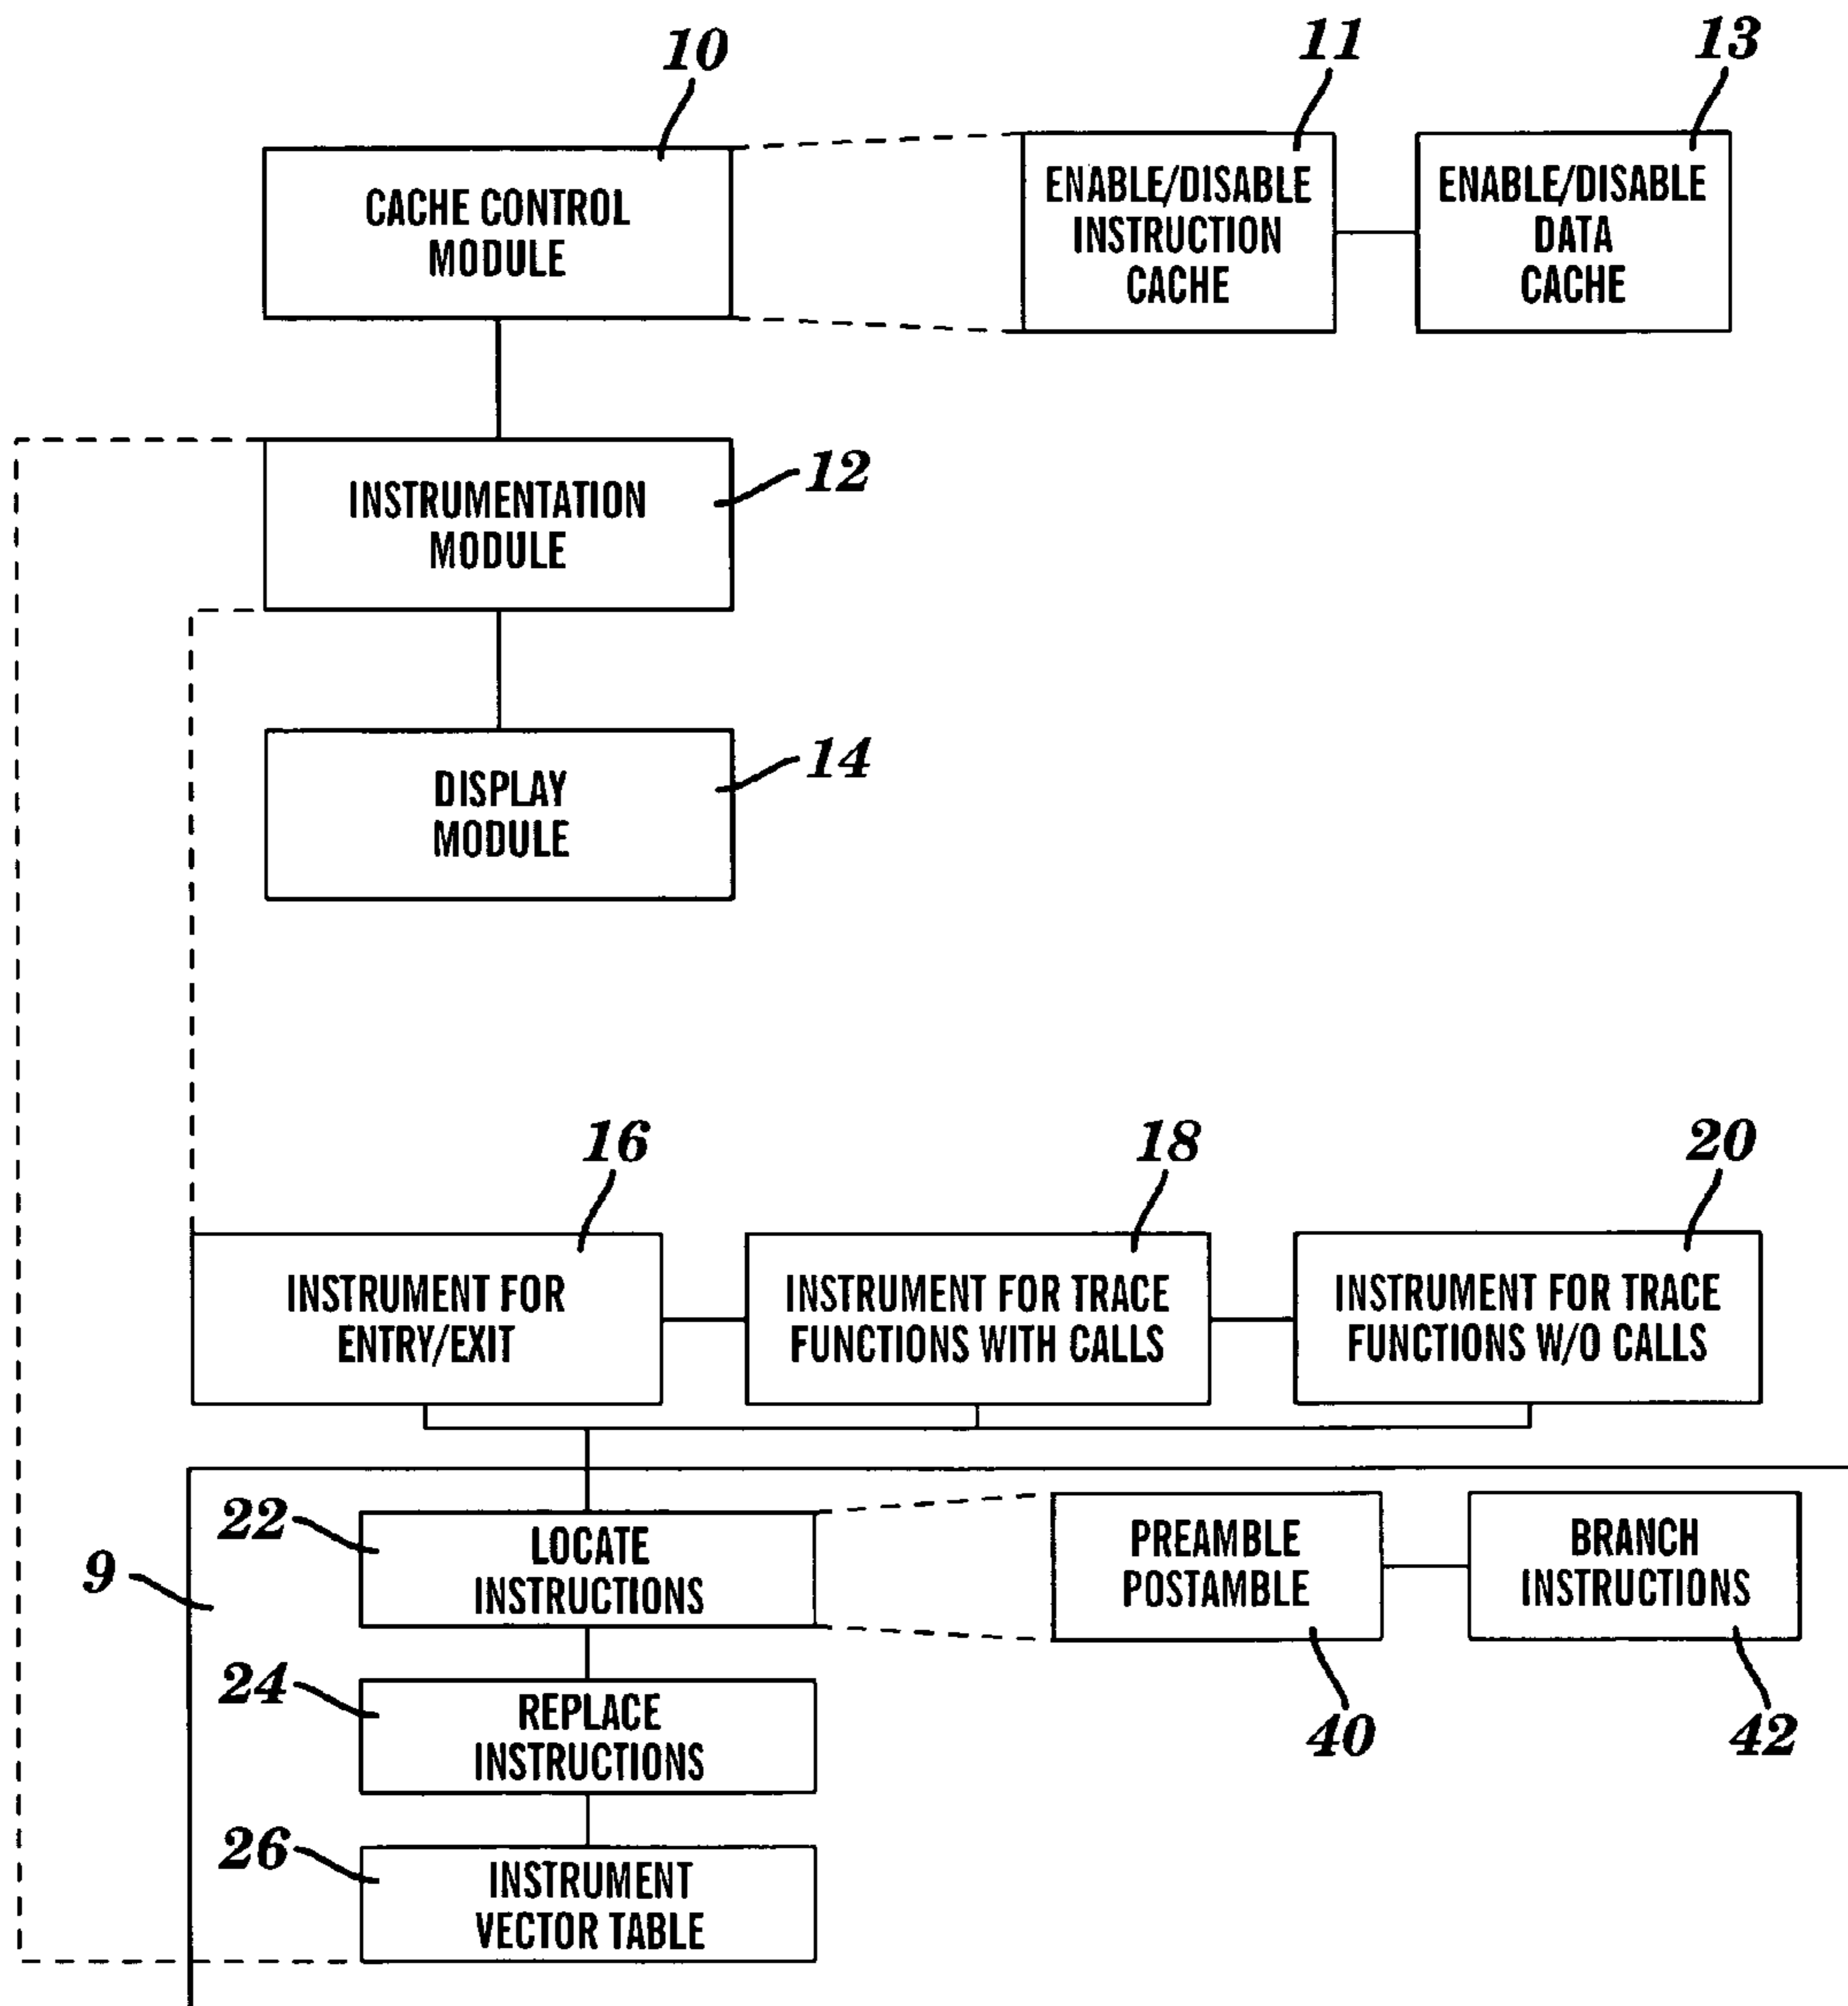 10
11
13
CACHE CONTROL
MODULE
ENABLE/DISABLE
INSTRUCTION
CACHE
ENABLE/DISABLE
DATA
CACHE
12
INSTRUMENTATION
MODULE
14
DISPLAY
MODULE
16
18
20
INSTRUMENT FOR
ENTRY/EXIT
INSTRUMENT FOR TRACE
FUNCTIONS WITH CALLS
INSTRUMENT FOR TRACE
FUNCTIONS W/O CALLS
22
LOCATE
INSTRUCTIONS
PREAMBLE
POSTAMBLE
BRANCH
INSTRUCTIONS
9
24
REPLACE
INSTRUCTIONS
40
42
26
INSTRUMENT
VECTOR TABLE